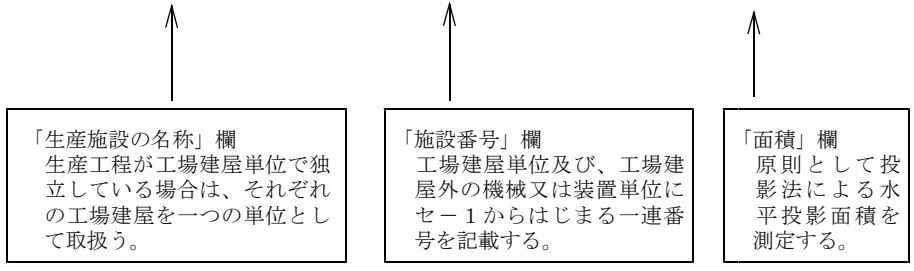 「生産施設の名称」欄
生産工程が工場建屋単位で独
立している場合は、それぞれ
の工場建屋を一つの単位とし
て取扱う。
「施設番号」欄
工場建屋単位及び、工場建
屋外の機械又は装置単位に
セ－１からはじまる一連番
号を記載する。
「面積」欄
原則として投
影法による水
平投影面積を
測定する。